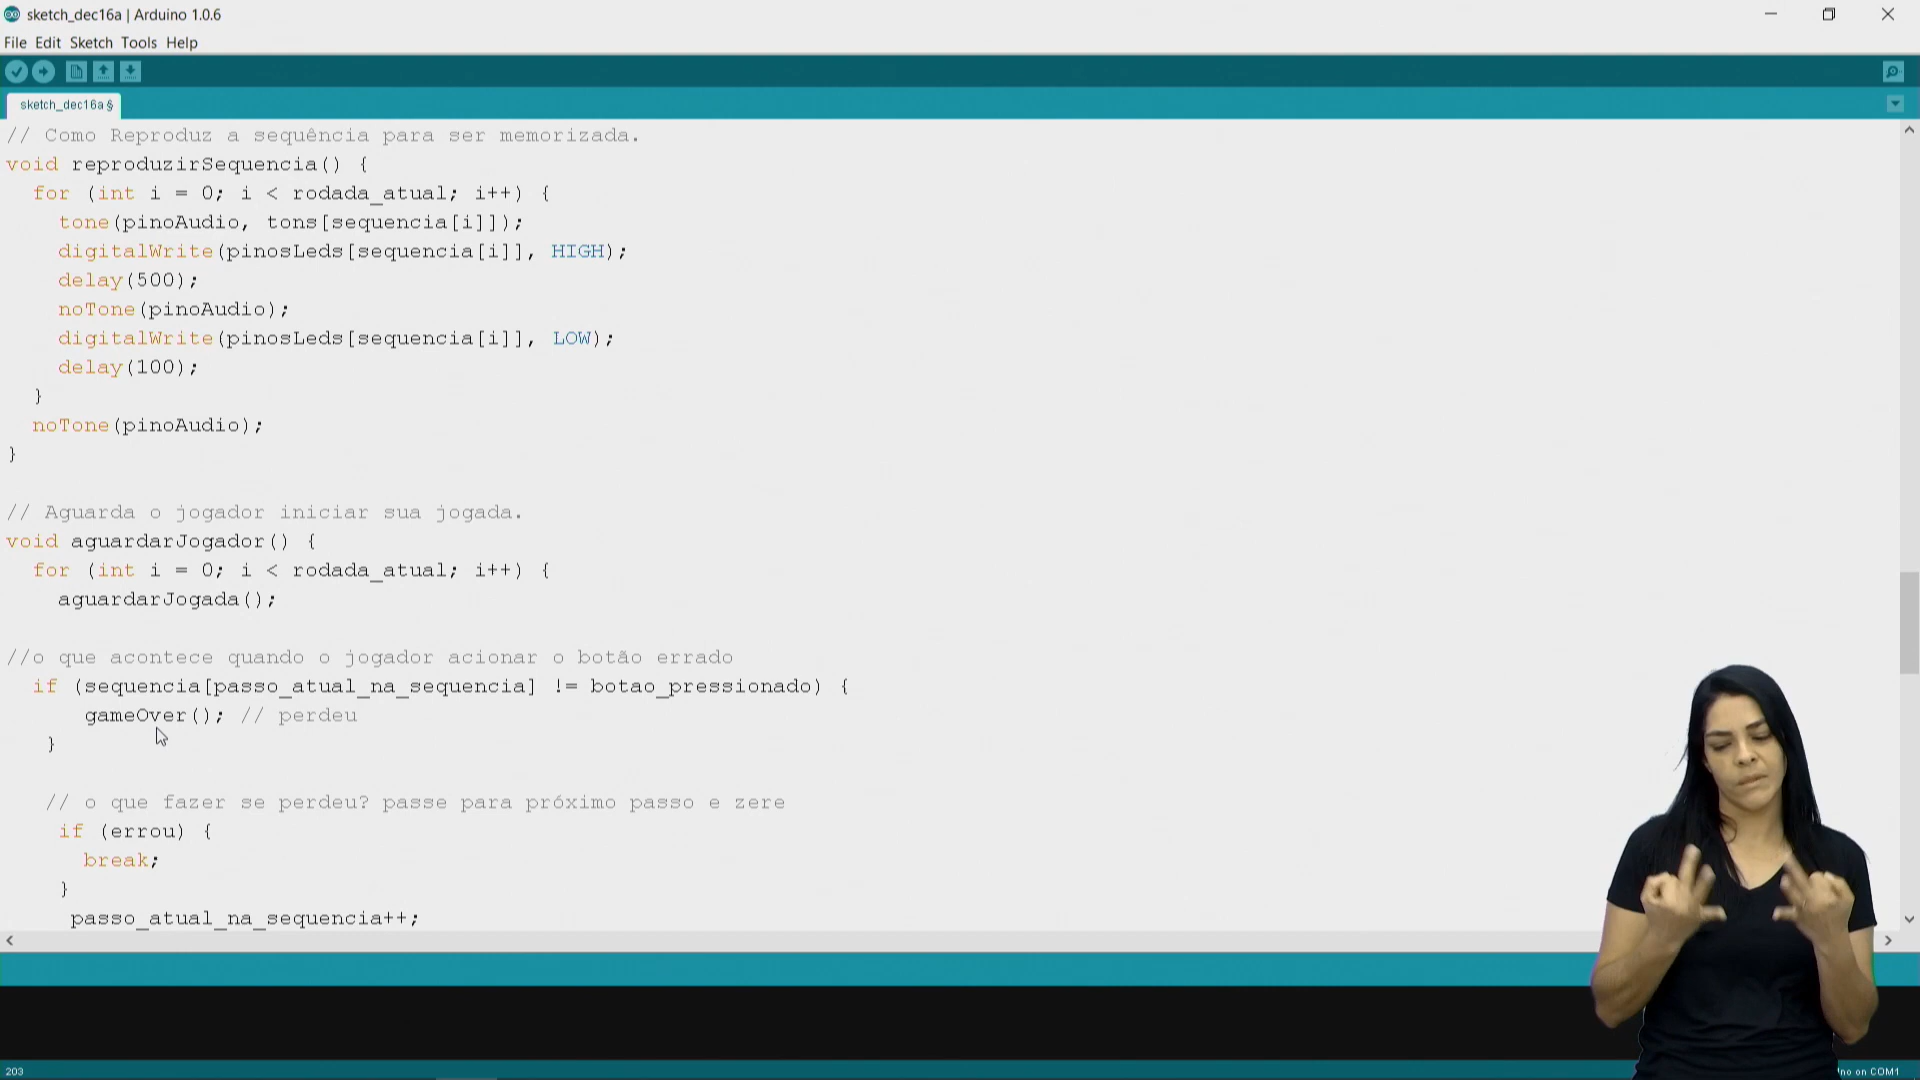 sketch_dec16a | Arduino 1.0.6
File Edit Sketch Tools Help
sketch_dec16a §
// Como Reproduz a sequência para ser memorizada.
void reproduzirSequencia() {
for (int i = 0; i < rodada_atual; i++) {
tone(pinoAudio, tons[sequencia[i]]);
digitalWrite(pinosLeds[sequencia[i]], HIGH);
delay(500);
noTone(pinoAudio);
digitalWrite(pinosLeds[sequencia[i]], LOW);
delay(100);
}
noTone(pinoAudio);
}
// Aguarda o jogador iniciar sua jogada.
void aguardarJogador() {
for (int i = 0; i < rodada_atual; i++) {
aguardarJogada();
//o que acontece quando o jogador acionar o botão errado
if (sequencia[passo_atual_na_sequencia] != botao_pressionado) {
gameOver(); // perdeu
}
// o que fazer se perdeu? passe para próximo passo e zere
if (errou) {
break;
}
passo_atual_na_sequencia++;
203
no on COM1